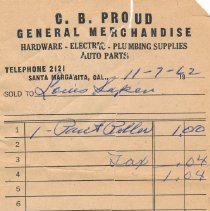 C. B. PROUD
GENERAL MERCHANDISE
HARDWARE - ELECTRIC - PLUMBING SUPPLIES
AUTO PARTS
TELEPHONE 2121
SANTA MARGARITA, CAL., 11-7-62
SOLD TO Louis
1 1 - Paint Roller 1.00
2
3 Tax .04
4 1.04
5